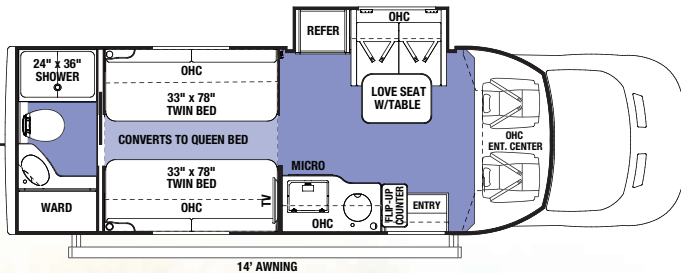 24" x 36"
SHOWER
WARD
OHC
33" x 78"
TWIN BED
CONVERTS TO QUEEN BED
33" x 78"
TWIN BED
OHC
TV
REFER
OHC
LOVE SEAT
W/TABLE
MICRO
OHC
FLIP-UP
COUNTER
ENTRY
OHC
ENT. CENTER
14' AWNING